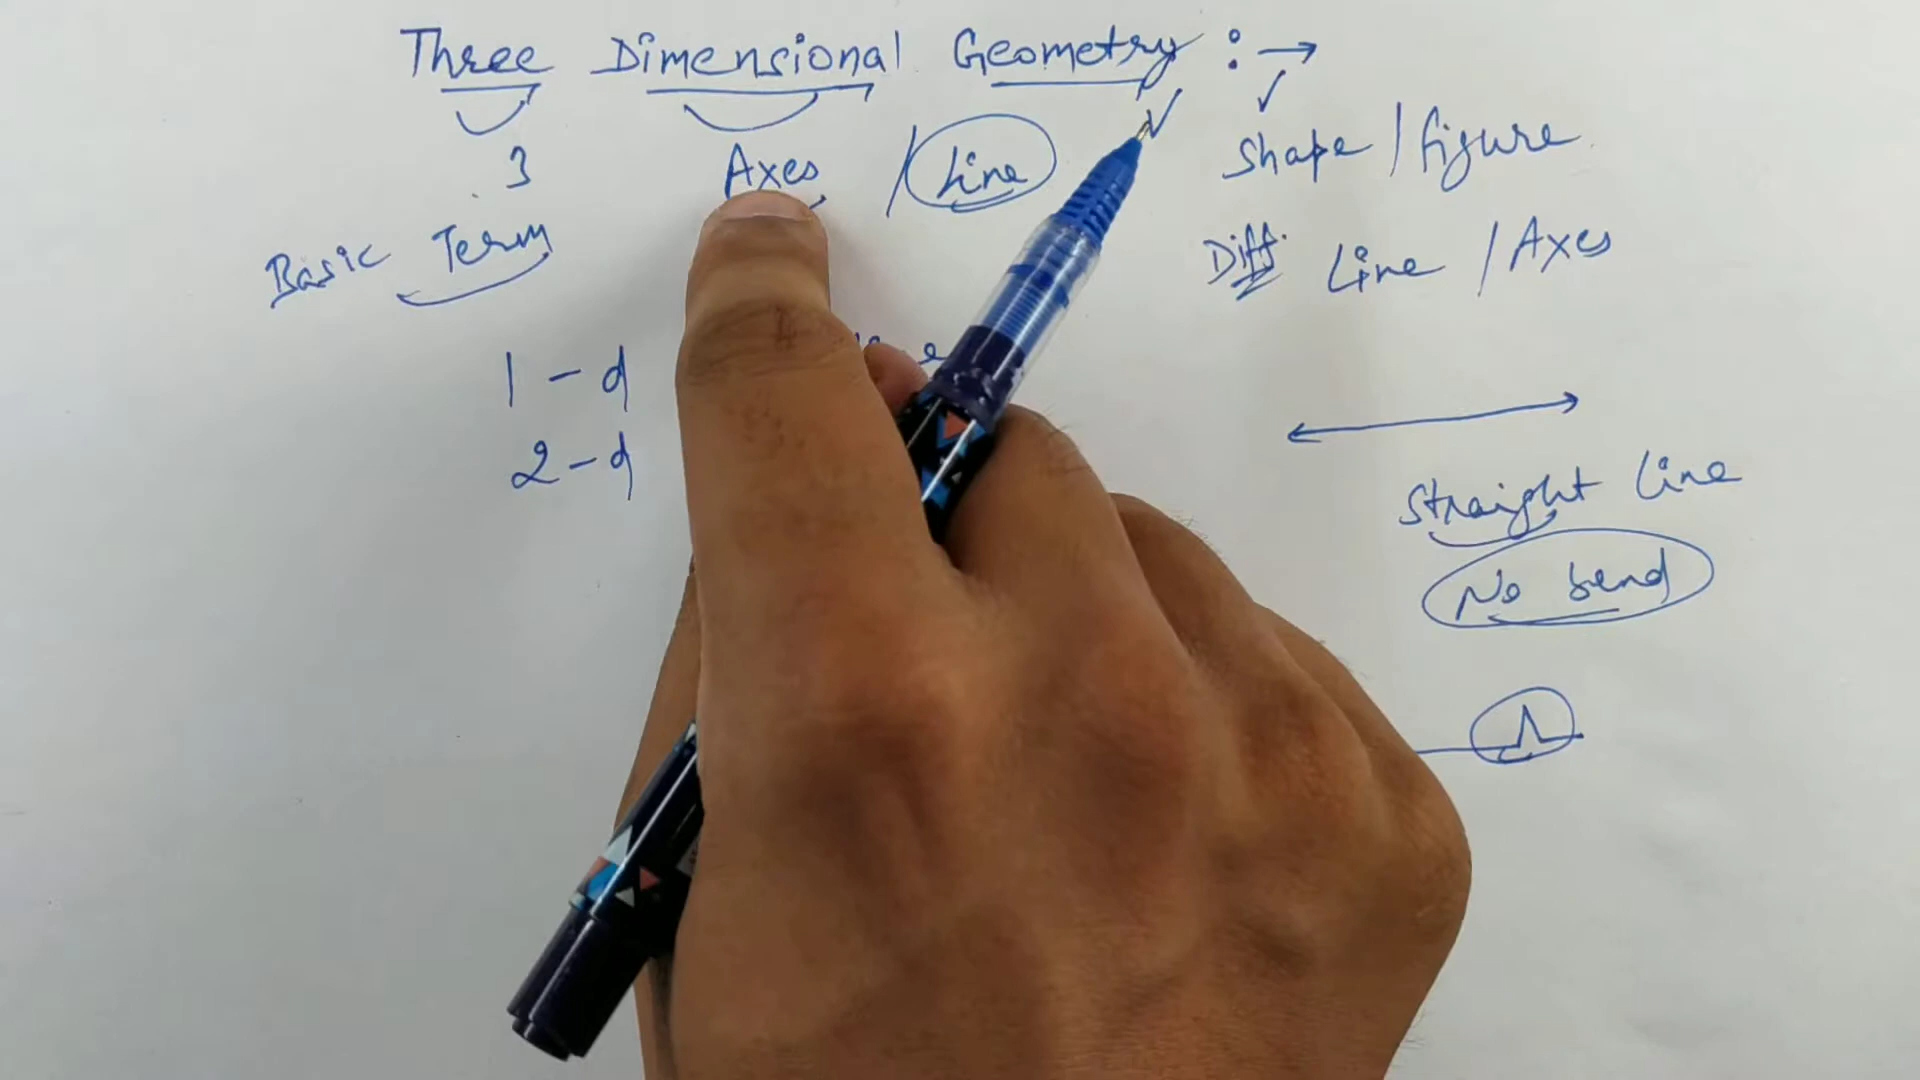 Three Dimensional Geometry :→
3 Axes / Line Shape / figure
Basic Term Diff. Line / Axes
1 - d
2 - d
Straight Line
No bend